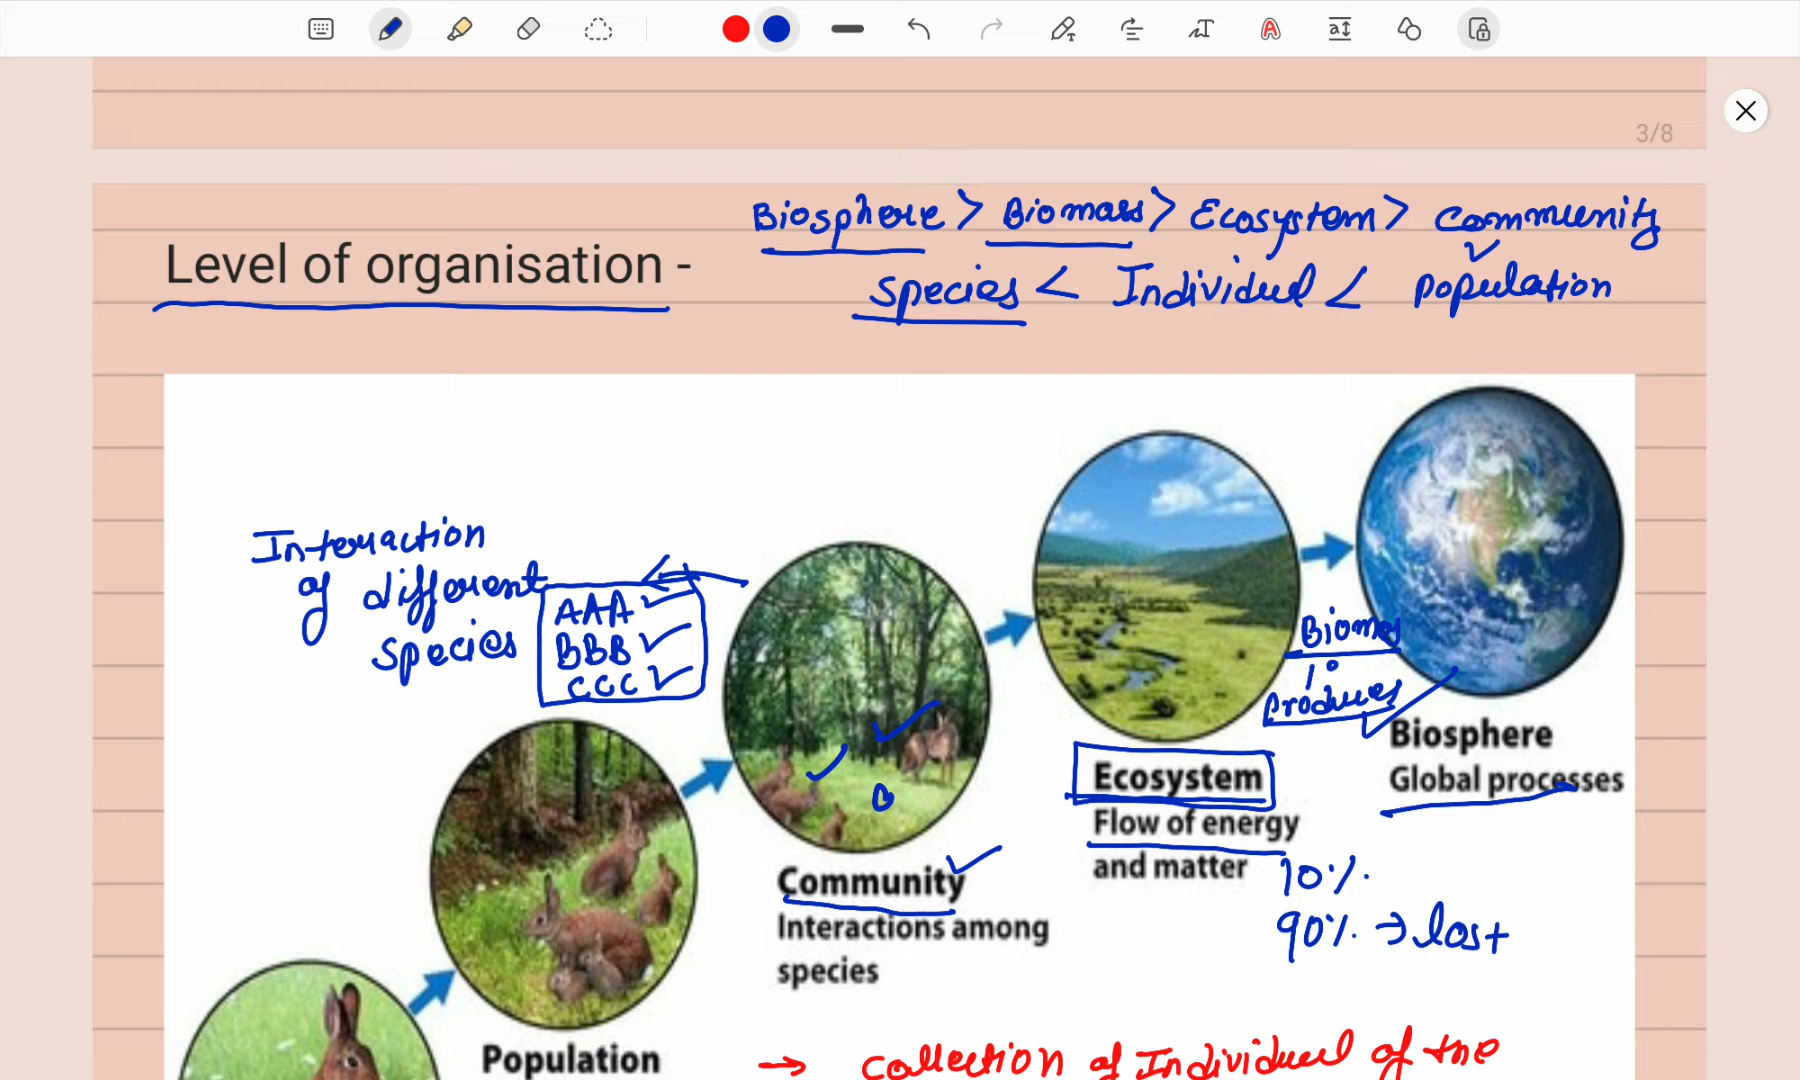 3/8
Biosphere > Biomass > Ecosystem > Community
Level of organisation -
Species < Individual < population
Interaction
of different
species
AAA
BBB
CCC
Biomes
10
Produces
Biosphere
Global processes
Ecosystem
Flow of energy
and matter
10%
90% → lost
Community
Interactions among
species
Population
→ collection of Individual of the